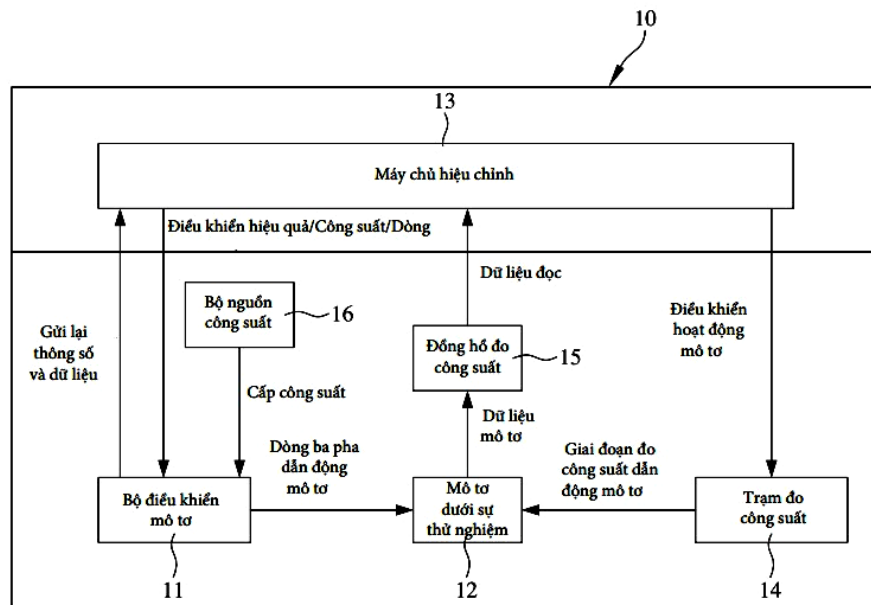 10
13
Máy chủ hiệu chỉnh
Điều khiển hiệu quả/Công suất/Dòng
Dữ liệu đọc
Bộ nguồn
công suất
16
Gửi lại
thông số
và dữ liệu
Điều khiển
hoạt động
mô tơ
Đồng hồ đo
công suất
15
Cấp công suất
Dữ liệu
mô tơ
Dòng ba pha
dẫn động
mô tơ
Giai đoạn đo
công suất dẫn
động mô tơ
Bộ điều khiển
mô tơ
Mô tơ
dưới sự
thử nghiệm
Trạm đo
công suất
11
12
14